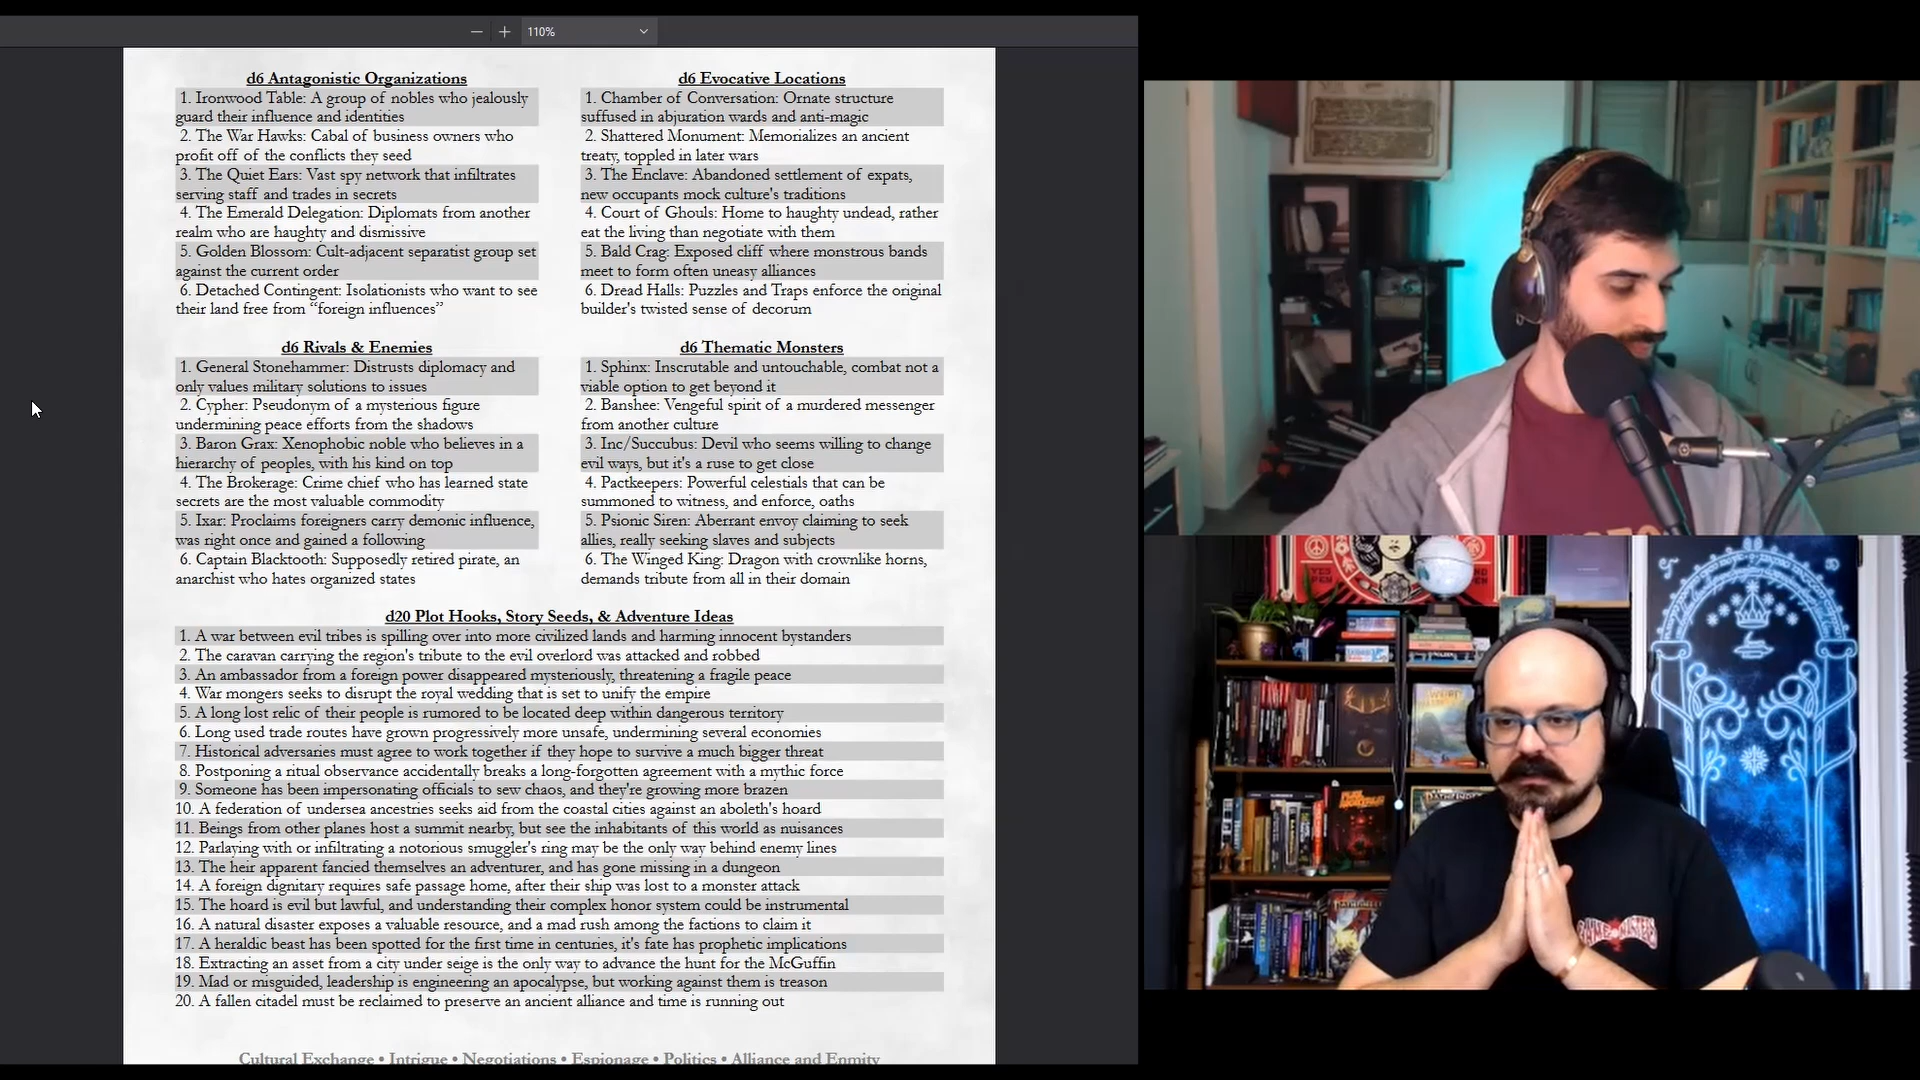 110%
d6 Antagonistic Organizations
1. Ironwood Table: A group of nobles who jealously
guard their influence and identities
2. The War Hawks: Cabal of business owners who
profit off of the conflicts they seed
3. The Quiet Ears: Vast spy network that infiltrates
serving staff and trades in secrets
4. The Emerald Delegation: Diplomats from another
realm who are haughty and dismissive
5. Golden Blossom: Cult-adjacent separatist group set
against the current order
6. Detached Contingent: Isolationists who want to see
their land free from “foreign influences”
d6 Evocative Locations
1. Chamber of Conversation: Ornate structure
suffused in abjuration wards and anti-magic
2. Shattered Monument: Memorializes an ancient
treaty, toppled in later wars
3. The Enclave: Abandoned settlement of expats,
new occupants mock culture's traditions
4. Court of Ghouls: Home to haughty undead, rather
eat the living than negotiate with them
5. Bald Crag: Exposed cliff where monstrous bands
meet to form often uneasy alliances
6. Dread Halls: Puzzles and Traps enforce the original
builder's twisted sense of decorum
d6 Rivals & Enemies
1. General Stonehammer: Distrusts diplomacy and
only values military solutions to issues
2. Cypher: Pseudonym of a mysterious figure
undermining peace efforts from the shadows
3. Baron Grax: Xenophobic noble who believes in a
hierarchy of peoples, with his kind on top
4. The Brokerage: Crime chief who has learned state
secrets are the most valuable commodity
5. Ixar: Proclaims foreigners carry demonic influence,
was right once and gained a following
6. Captain Blacktooth: Supposedly retired pirate, an
anarchist who hates organized states
d6 Thematic Monsters
1. Sphinx: Inscrutable and untouchable, combat not a
viable option to get beyond it
2. Banshee: Vengeful spirit of a murdered messenger
from another culture
3. Inc/Succubus: Devil who seems willing to change
evil ways, but it's a ruse to get close
4. Pactkeepers: Powerful celestials that can be
summoned to witness, and enforce, oaths
5. Psionic Siren: Aberrant envoy claiming to seek
allies, really seeking slaves and subjects
6. The Winged King: Dragon with crownlike horns,
demands tribute from all in their domain
d20 Plot Hooks, Story Seeds, & Adventure Ideas
1. A war between evil tribes is spilling over into more civilized lands and harming innocent bystanders
2. The caravan carrying the region's tribute to the evil overlord was attacked and robbed
3. An ambassador from a foreign power disappeared mysteriously, threatening a fragile peace
4. War mongers seeks to disrupt the royal wedding that is set to unify the empire
5. A long lost relic of their people is rumored to be located deep within dangerous territory
6. Long used trade routes have grown progressively more unsafe, undermining several economies
7. Historical adversaries must agree to work together if they hope to survive a much bigger threat
8. Postponing a ritual observance accidentally breaks a long-forgotten agreement with a mythic force
9. Someone has been impersonating officials to sew chaos, and they're growing more brazen
10. A federation of undersea ancestries seeks aid from the coastal cities against an aboleth's hoard
11. Beings from other planes host a summit nearby, but see the inhabitants of this world as nuisances
12. Parlaying with or infiltrating a notorious smuggler's ring may be the only way behind enemy lines
13. The heir apparent fancied themselves an adventurer, and has gone missing in a dungeon
14. A foreign dignitary requires safe passage home, after their ship was lost to a monster attack
15. The hoard is evil but lawful, and understanding their complex honor system could be instrumental
16. A natural disaster exposes a valuable resource, and a mad rush among the factions to claim it
17. A heraldic beast has been spotted for the first time in centuries, it's fate has prophetic implications
18. Extracting an asset from a city under seige is the only way to advance the hunt for the McGuffin
19. Mad or misguided, leadership is engineering an apocalypse, but working against them is treason
20. A fallen citadel must be reclaimed to preserve an ancient alliance and time is running out
Cultural Exchange • Intrigue • Negotiations • Espionage • Politics • Alliance and Enmity